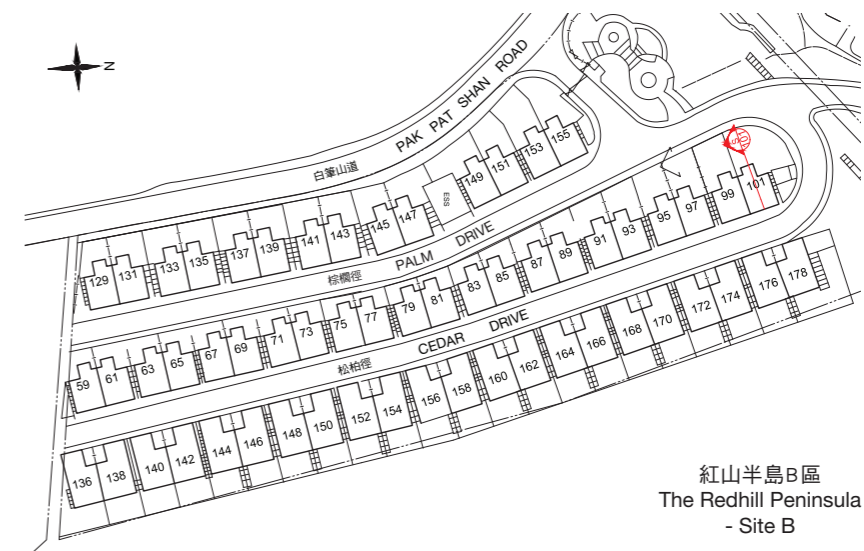 N
PAK PAT SHAN ROAD
白筆山道
129 131 133 135 137 139 141 143 145 147 ESS 149 151 153 155
PALM DRIVE
棕櫚徑
59 61 63 65 67 69 71 73 75 77 79 81 83 85 87 89 91 93 95 97 99 101
CEDAR DRIVE
松柏徑
136 138 140 142 144 146 148 150 152 154 156 158 160 162 164 166 168 170 172 174 176 178
紅山半島B區
The Redhill Peninsula
- Site B